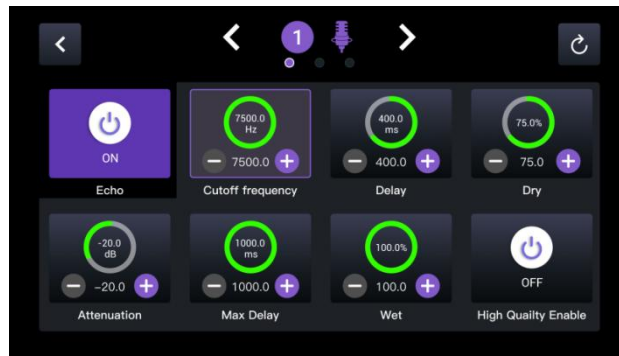 1
7500.0
Hz
400.0
ms
75.0%
ON
7500.0
400.0
75.0
Echo
Cutoff frequency
Delay
Dry
-20.0
dB
1000.0
ms
100.0%
-20.0
1000.0
100.0
OFF
Attenuation
Max Delay
Wet
High Quailty Enable